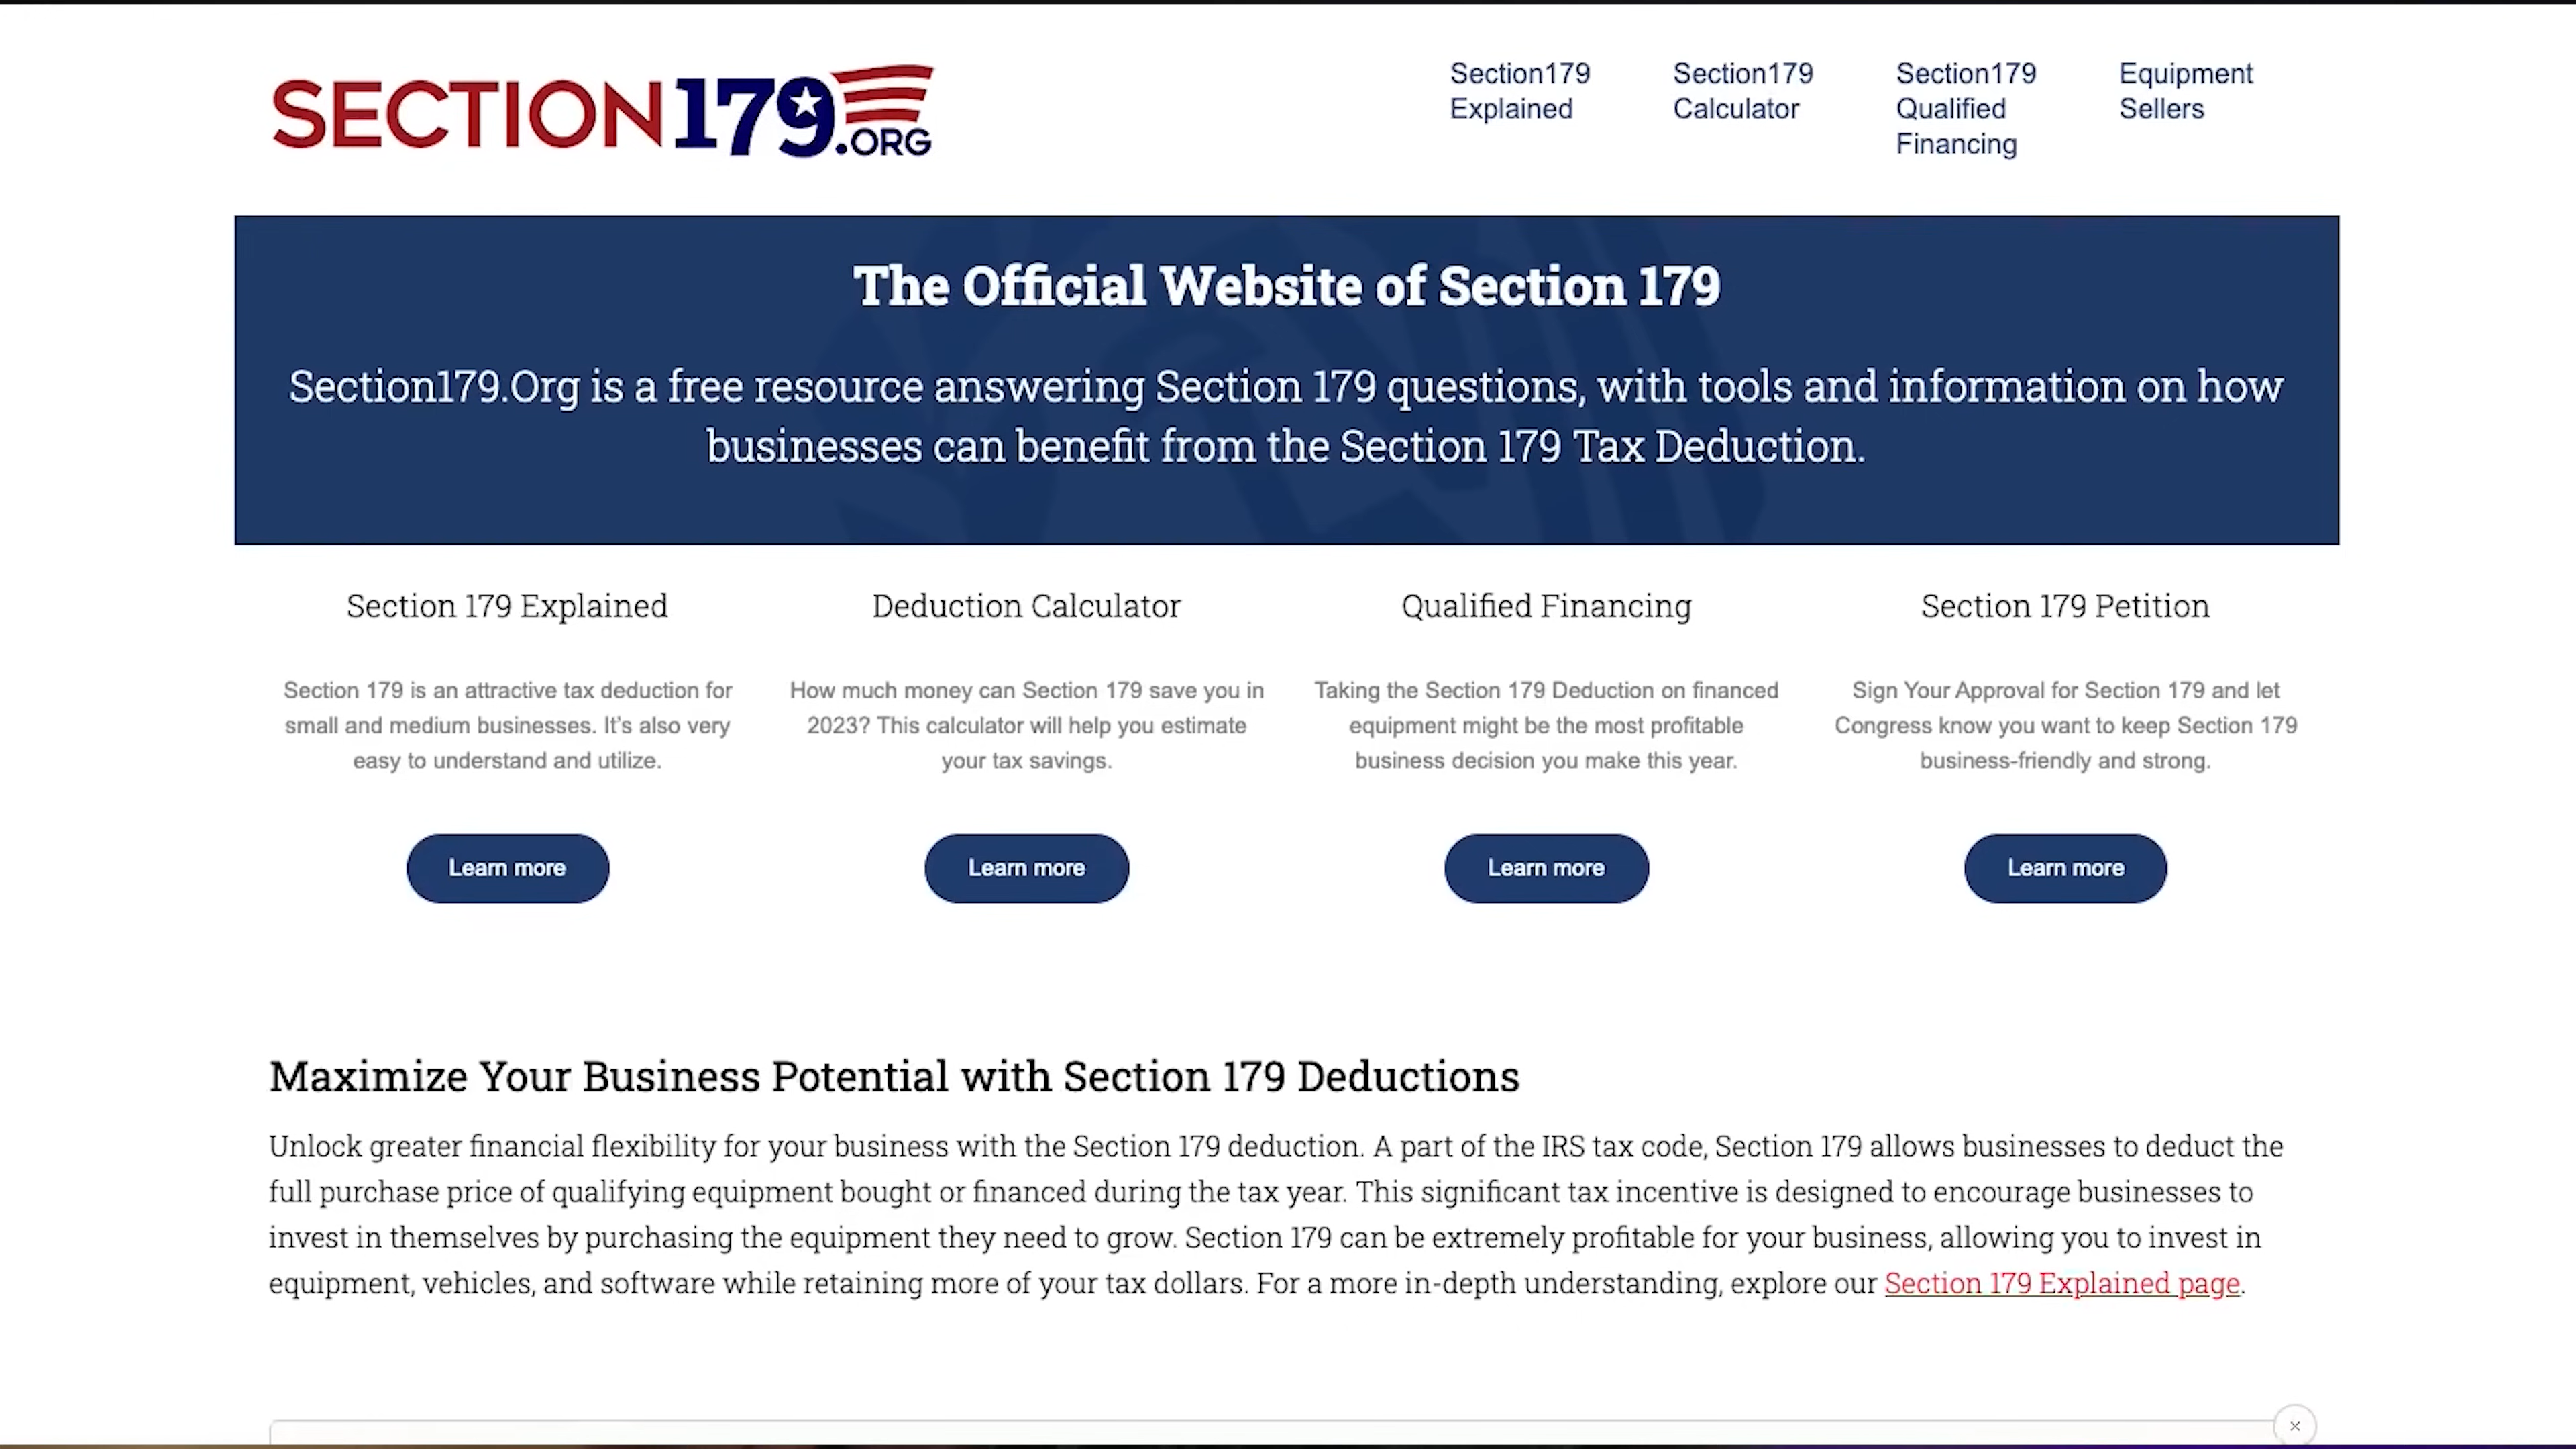 SECTION179.ORG
Section179 Explained
Section179 Calculator
Section179 Qualified Financing
Equipment Sellers
The Official Website of Section 179
Section179.Org is a free resource answering Section 179 questions, with tools and information on how
businesses can benefit from the Section 179 Tax Deduction.
Section 179 Explained
Section 179 is an attractive tax deduction for
small and medium businesses. It's also very
easy to understand and utilize.
Learn more
Deduction Calculator
How much money can Section 179 save you in
2023? This calculator will help you estimate
your tax savings.
Learn more
Qualified Financing
Taking the Section 179 Deduction on financed
equipment might be the most profitable
business decision you make this year.
Learn more
Section 179 Petition
Sign Your Approval for Section 179 and let
Congress know you want to keep Section 179
business-friendly and strong.
Learn more
Maximize Your Business Potential with Section 179 Deductions
Unlock greater financial flexibility for your business with the Section 179 deduction. A part of the IRS tax code, Section 179 allows businesses to deduct the
full purchase price of qualifying equipment bought or financed during the tax year. This significant tax incentive is designed to encourage businesses to
invest in themselves by purchasing the equipment they need to grow. Section 179 can be extremely profitable for your business, allowing you to invest in
equipment, vehicles, and software while retaining more of your tax dollars. For a more in-depth understanding, explore our Section 179 Explained page.